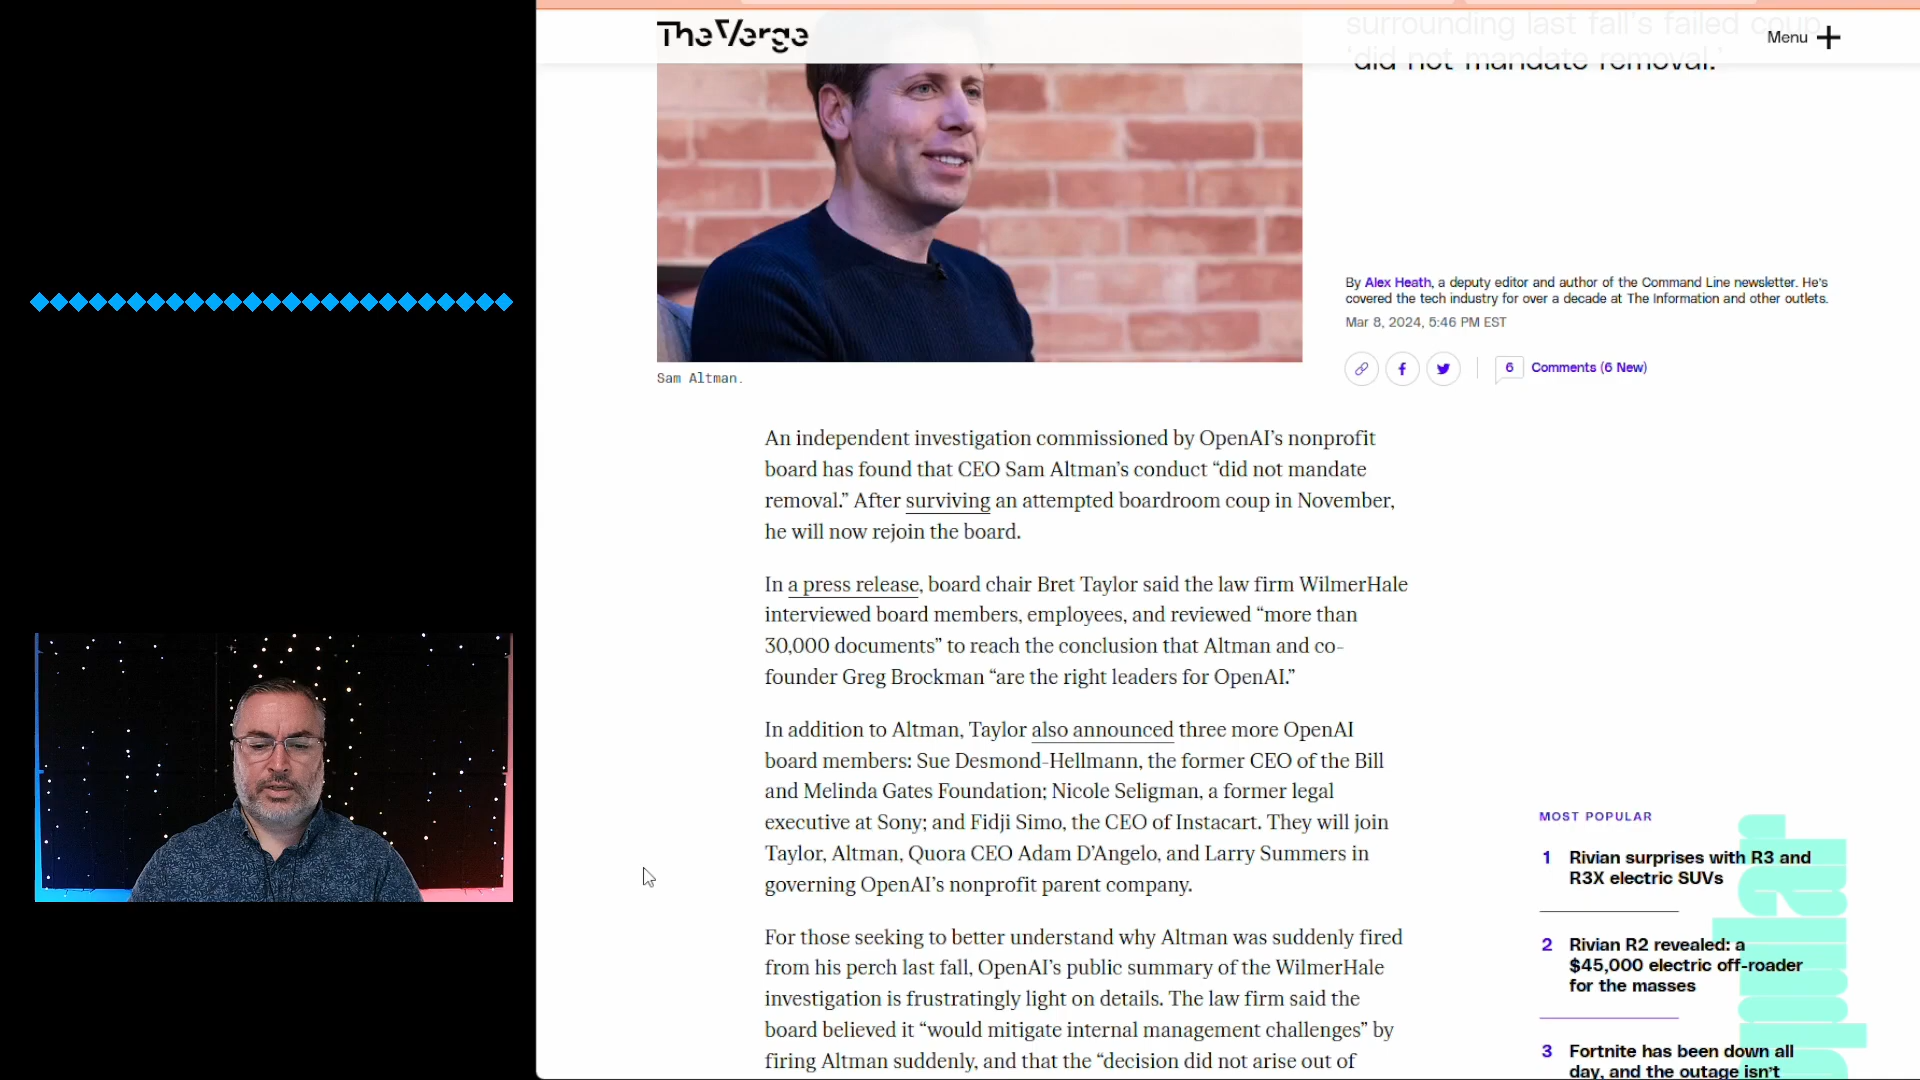 The Verge
Menu
surrounding last fall's failed coup
'did not mandate removal.'
By Alex Heath, a deputy editor and author of the Command Line newsletter. He's
covered the tech industry for over a decade at The Information and other outlets.
Mar 8, 2024, 5:46 PM EST
6 Comments (6 New)
Sam Altman.
An independent investigation commissioned by OpenAI's nonprofit
board has found that CEO Sam Altman's conduct “did not mandate
removal.” After surviving an attempted boardroom coup in November,
he will now rejoin the board.
In a press release, board chair Bret Taylor said the law firm WilmerHale
interviewed board members, employees, and reviewed “more than
30,000 documents” to reach the conclusion that Altman and co-
founder Greg Brockman “are the right leaders for OpenAI.”
In addition to Altman, Taylor also announced three more OpenAI
board members: Sue Desmond-Hellmann, the former CEO of the Bill
and Melinda Gates Foundation; Nicole Seligman, a former legal
executive at Sony; and Fidji Simo, the CEO of Instacart. They will join
Taylor, Altman, Quora CEO Adam D'Angelo, and Larry Summers in
governing OpenAI's nonprofit parent company.
For those seeking to better understand why Altman was suddenly fired
from his perch last fall, OpenAI's public summary of the WilmerHale
investigation is frustratingly light on details. The law firm said the
board believed it “would mitigate internal management challenges” by
firing Altman suddenly, and that the “decision did not arise out of
MOST POPULAR
1 Rivian surprises with R3 and
R3X electric SUVs
2 Rivian R2 revealed: a
$45,000 electric off-roader
for the masses
3 Fortnite has been down all
day, and the outage isn't